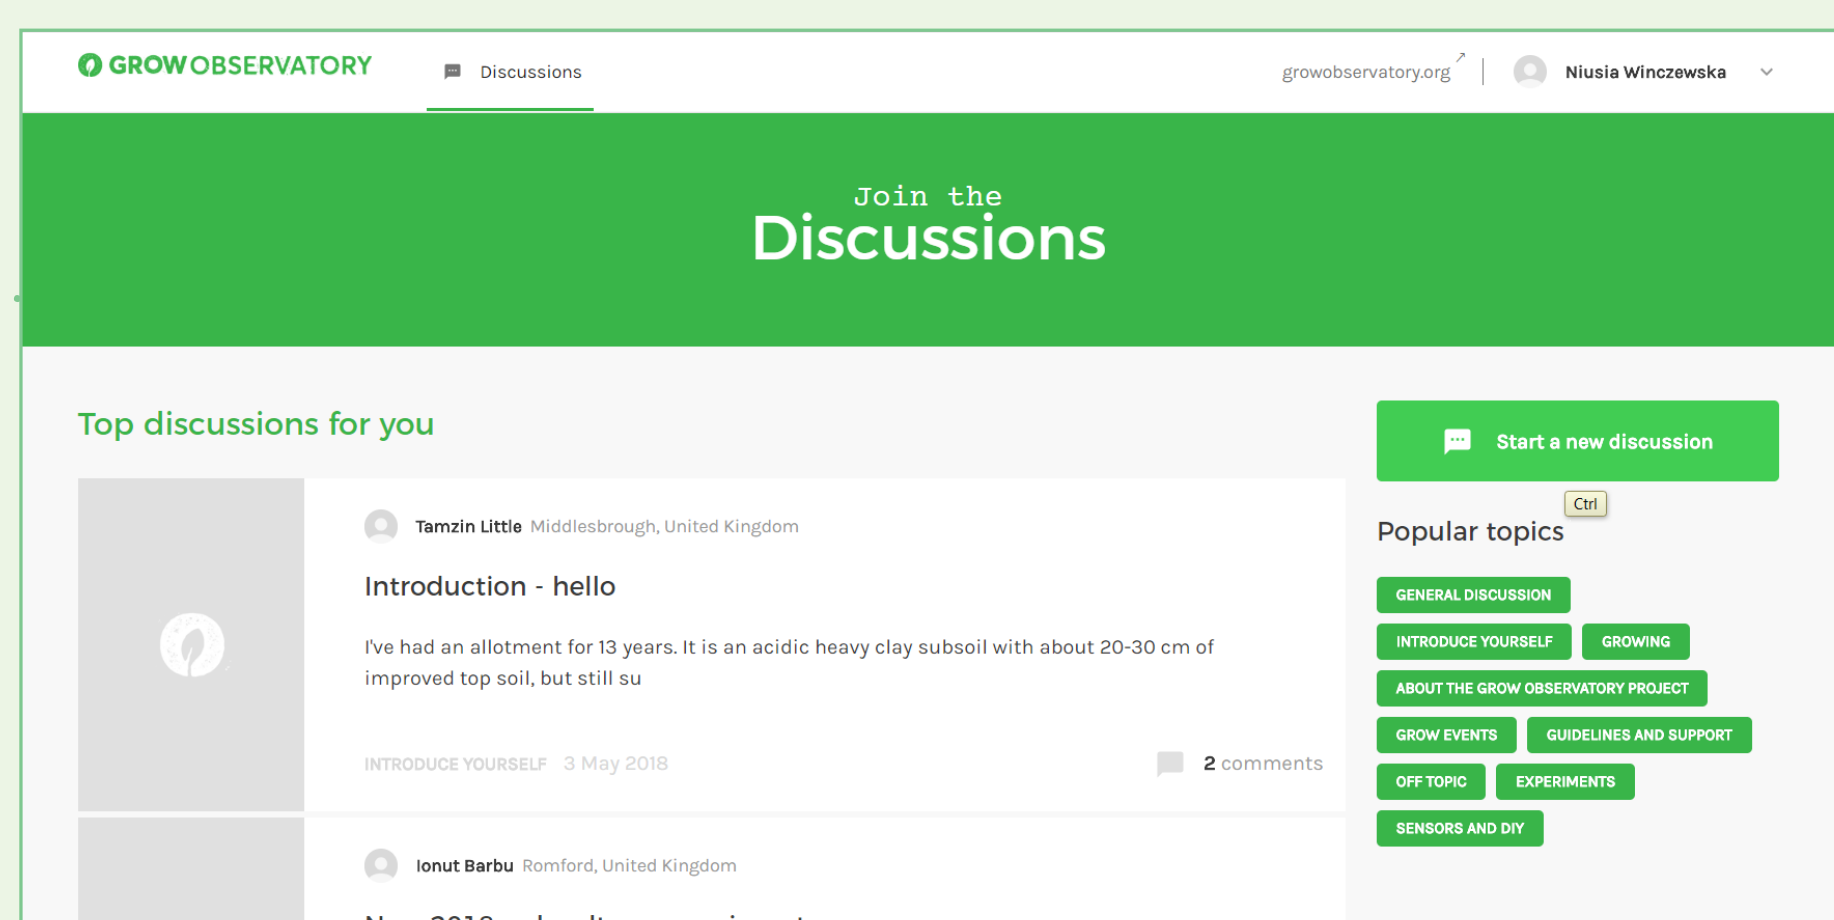 GROW OBSERVATORY
Discussions
growobservatory.org
Niusia Winczewska
Join the
Discussions
Top discussions for you
Tamzin Little Middlesbrough, United Kingdom
Introduction - hello
I've had an allotment for 13 years. It is an acidic heavy clay subsoil with about 20-30 cm of
improved top soil, but still su
INTRODUCE YOURSELF 3 May 2018
2 comments
Ionut Barbu Romford, United Kingdom
Start a new discussion
Ctrl
Popular topics
GENERAL DISCUSSION
INTRODUCE YOURSELF GROWING
ABOUT THE GROW OBSERVATORY PROJECT
GROW EVENTS GUIDELINES AND SUPPORT
OFF TOPIC EXPERIMENTS
SENSORS AND DIY